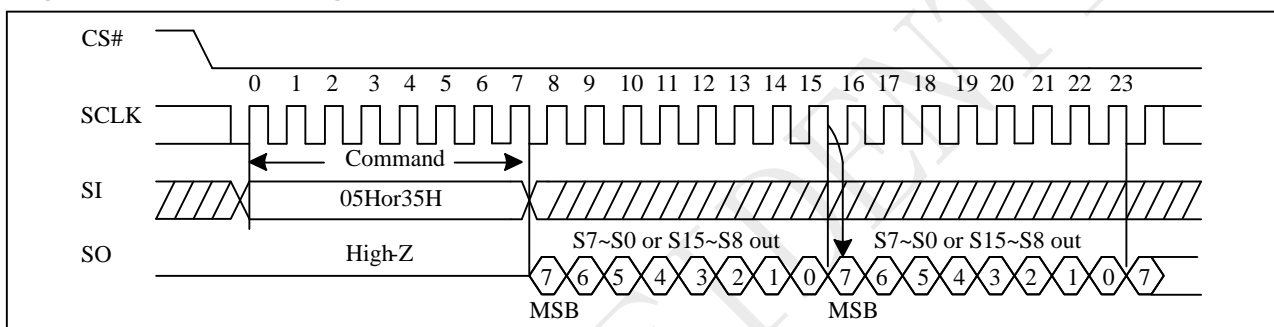 CS#
0 1 2 3 4 5 6 7 8 9 10 11 12 13 14 15 16 17 18 19 20 21 22 23
SCLK
Command
SI
05Hor35H
S7~S0 or S15~S8 out S7~S0 or S15~S8 out
SO
High-Z
7 6 5 4 3 2 1 0 7 6 5 4 3 2 1 0 7
MSB MSB